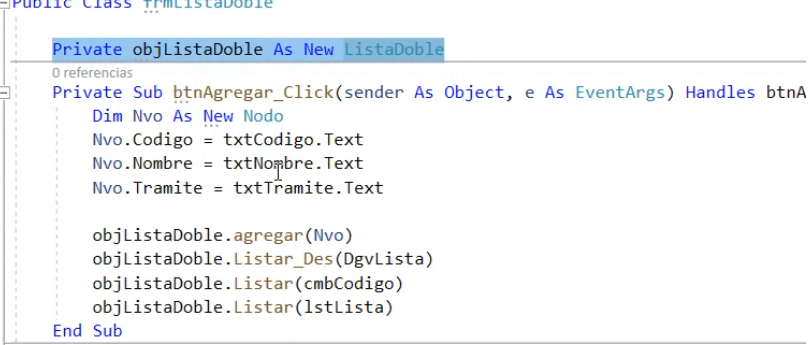 Public Class frmListaDoble
Private objListaDoble As New ListaDoble
0 referencias
Private Sub btnAgregar_Click(sender As Object, e As EventArgs) Handles btnA
Dim Nvo As New Nodo
Nvo.Codigo = txtCodigo.Text
Nvo.Nombre = txtNombre.Text
Nvo.Tramite = txtTramite.Text
objListaDoble.agregar(Nvo)
objListaDoble.Listar_Des(DgvLista)
objListaDoble.Listar(cmbCodigo)
objListaDoble.Listar(lstLista)
End Sub